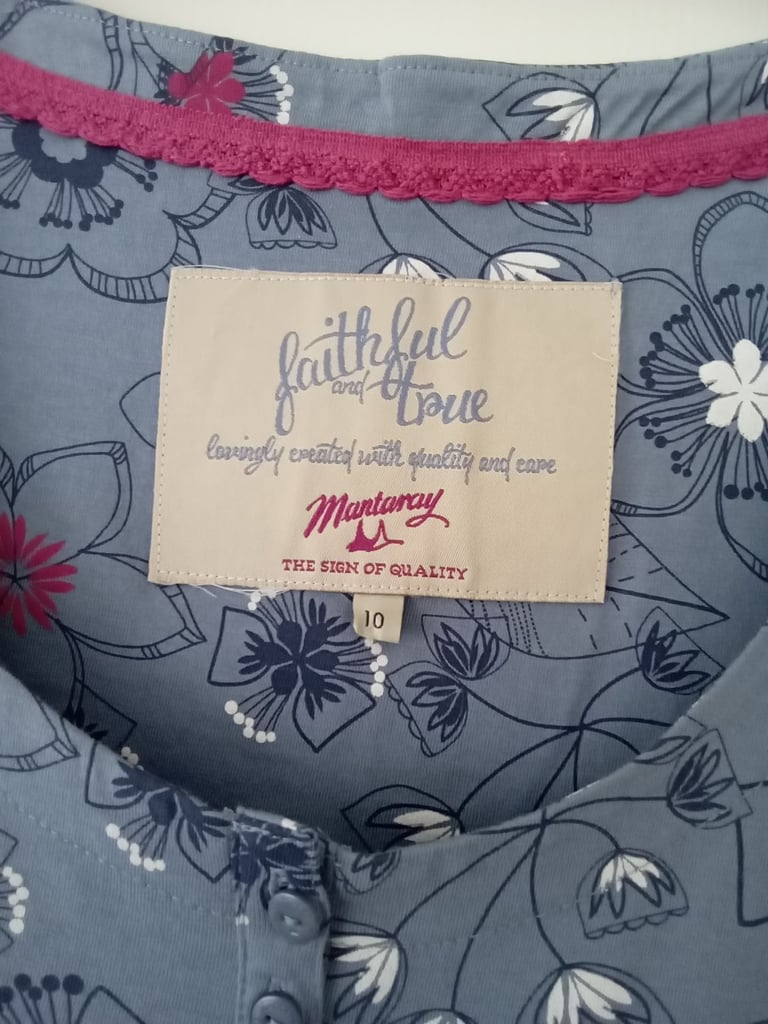 faithful
and true
lovingly created with quality and care
Mantaray
THE SIGN OF QUALITY
10